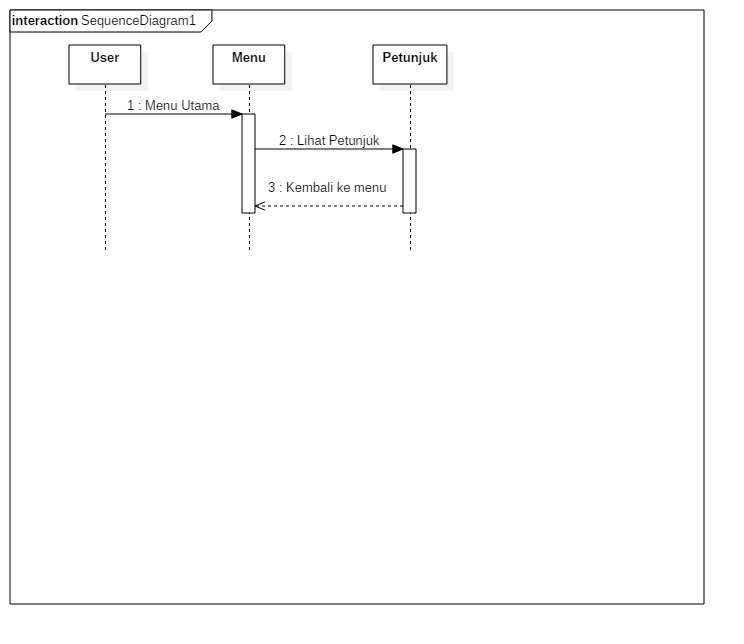 interaction SequenceDiagram1
User
Menu
Petunjuk
1 : Menu Utama
2 : Lihat Petunjuk
3 : Kembali ke menu